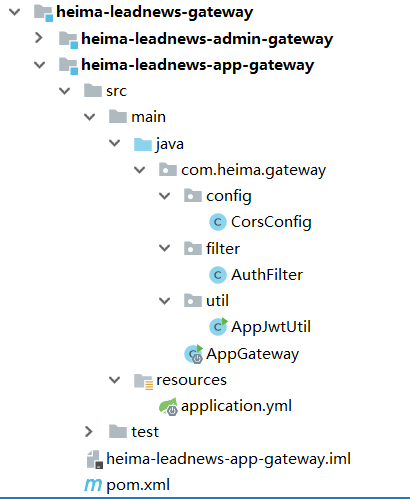 heima-leadnews-gateway
heima-leadnews-admin-gateway
heima-leadnews-app-gateway
src
main
java
com.heima.gateway
config
CorsConfig
filter
AuthFilter
util
AppJwtUtil
AppGateway
resources
application.yml
test
heima-leadnews-app-gateway.iml
pom.xml